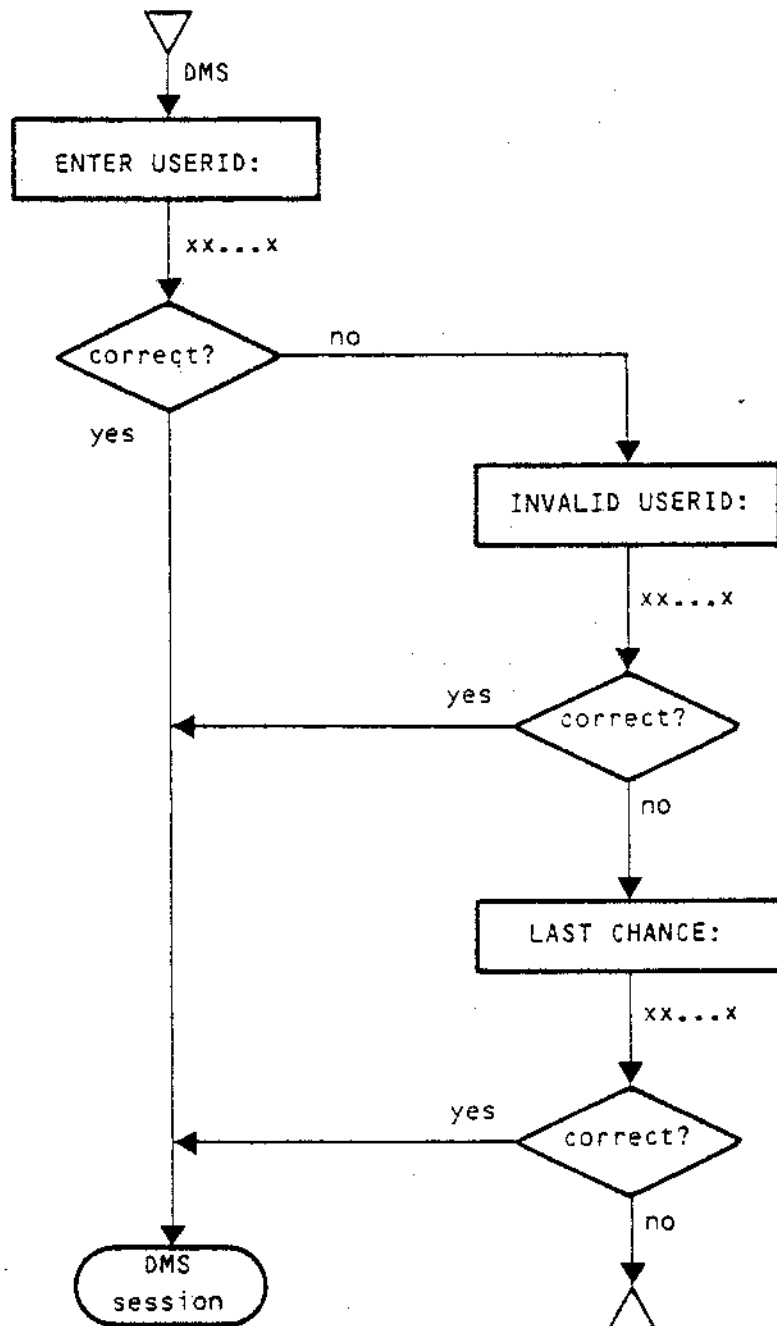 DMS
ENTER USERID:
xx...x
correct?
no
yes
INVALID USERID:
xx...x
yes
correct?
no
LAST CHANCE:
xx...x
yes
correct?
no
DMS
session